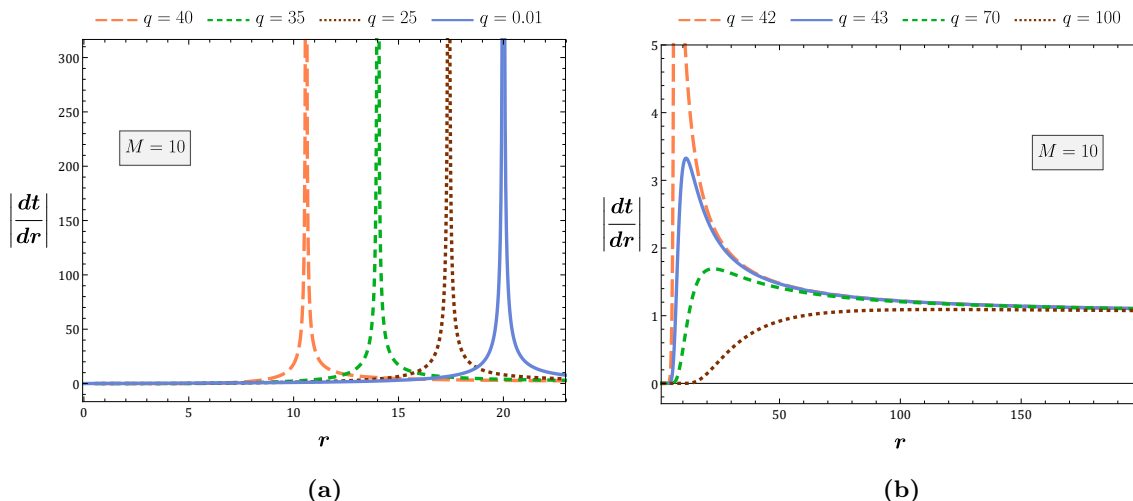 q = 40 q = 35 q = 25 q = 0.01
300
250
200
150
100
50
0
M = 10
|dt/dr|
0 5 10 15 20
r
(a)
q = 42 q = 43 q = 70 q = 100
5
4
3
2
1
0
M = 10
|dt/dr|
50 100 150
r
(b)